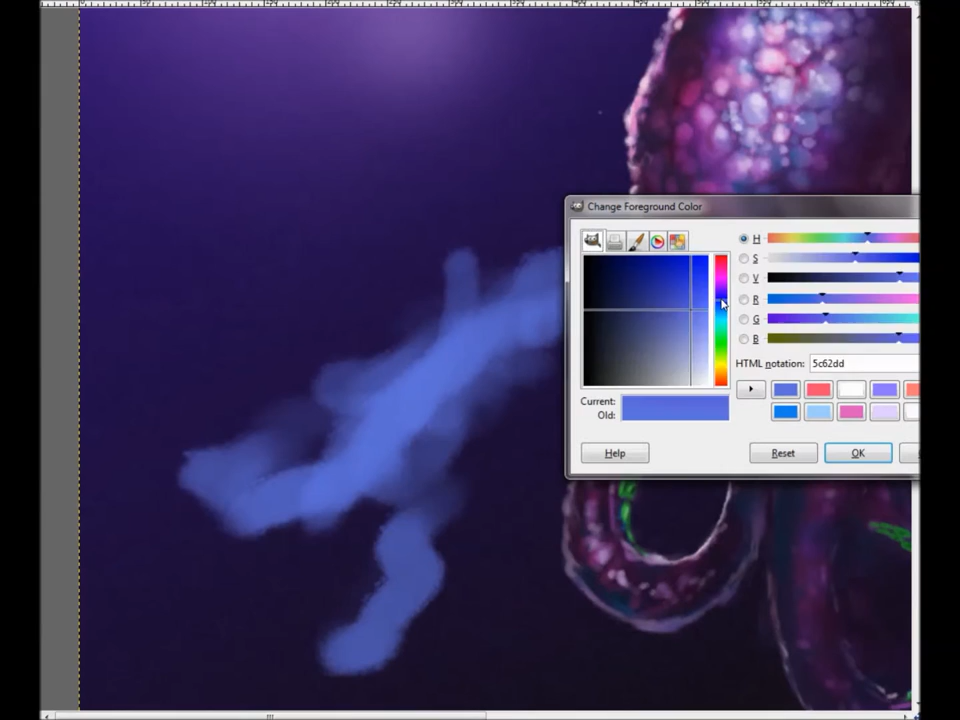 Change Foreground Color
H
S
V
R
G
B
HTML notation: 5c62dd
Current:
Old:
Help
Reset
OK